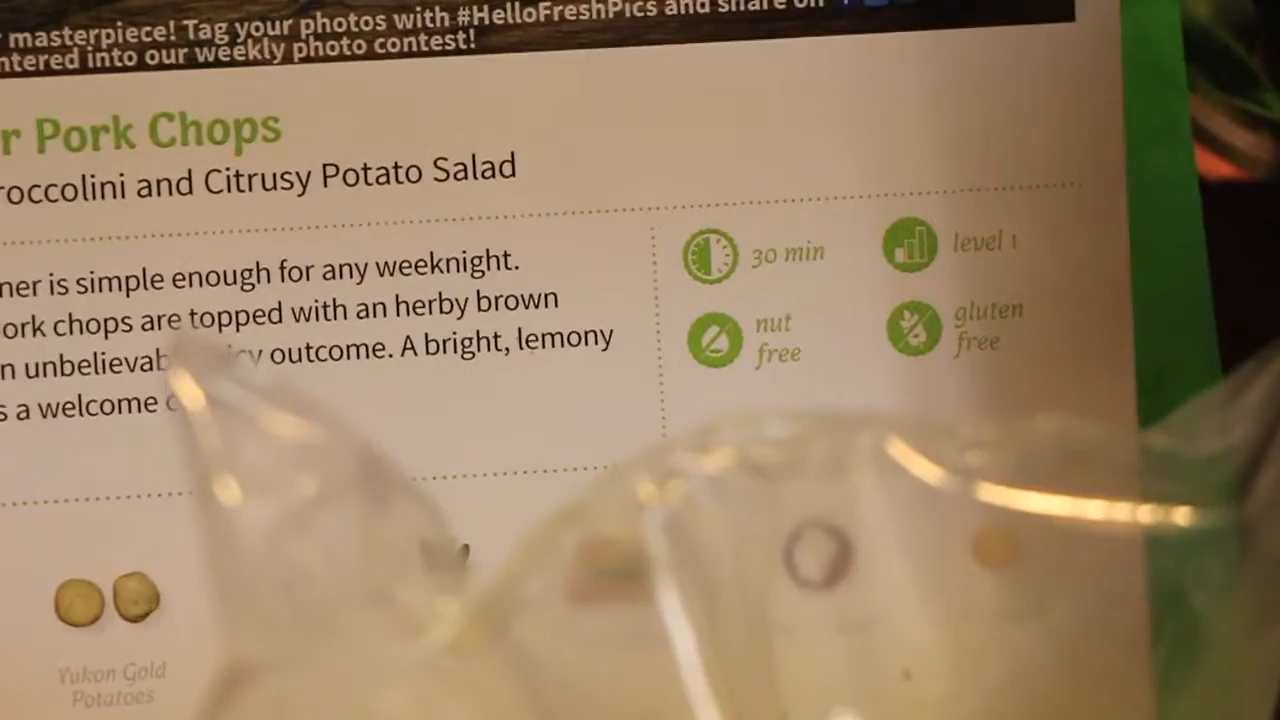 masterpiece! Tag your photos with #HelloFreshPics and share on
ntered into our weekly photo contest!
r Pork Chops
roccolini and Citrusy Potato Salad
ner is simple enough for any weeknight.
ork chops are topped with an herby brown
n unbelievab y outcome. A bright, lemony
s a welcome
30 min
level 1
nut
free
gluten
free
Yukon Gold
Potatoes